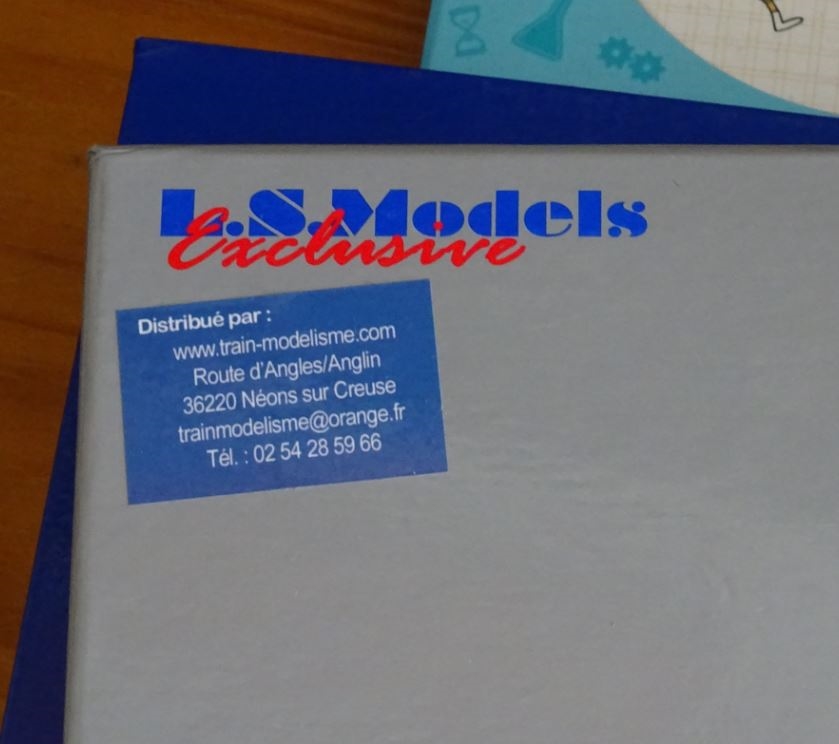 L.S.Models
Exclusive
Distribué par :
www.train-modelisme.com
Route d'Angles/Anglin
36220 Néons sur Creuse
trainmodelisme@orange.fr
Tél. : 02 54 28 59 66